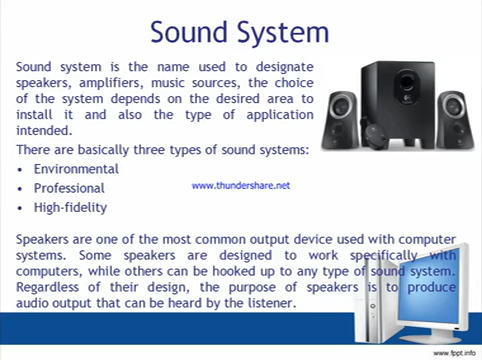 Sound System
Sound system is the name used to designate
speakers, amplifiers, music sources, the choice
of the system depends on the desired area to
install it and also the type of application
intended.
There are basically three types of sound systems:
• Environmental
• Professional
• High-fidelity
www.thundershare.net
Speakers are one of the most common output device used with computer
systems. Some speakers are designed to work specifically with
computers, while others can be hooked up to any type of sound system.
Regardless of their design, the purpose of speakers is to produce
audio output that can be heard by the listener.
www.fppt.info